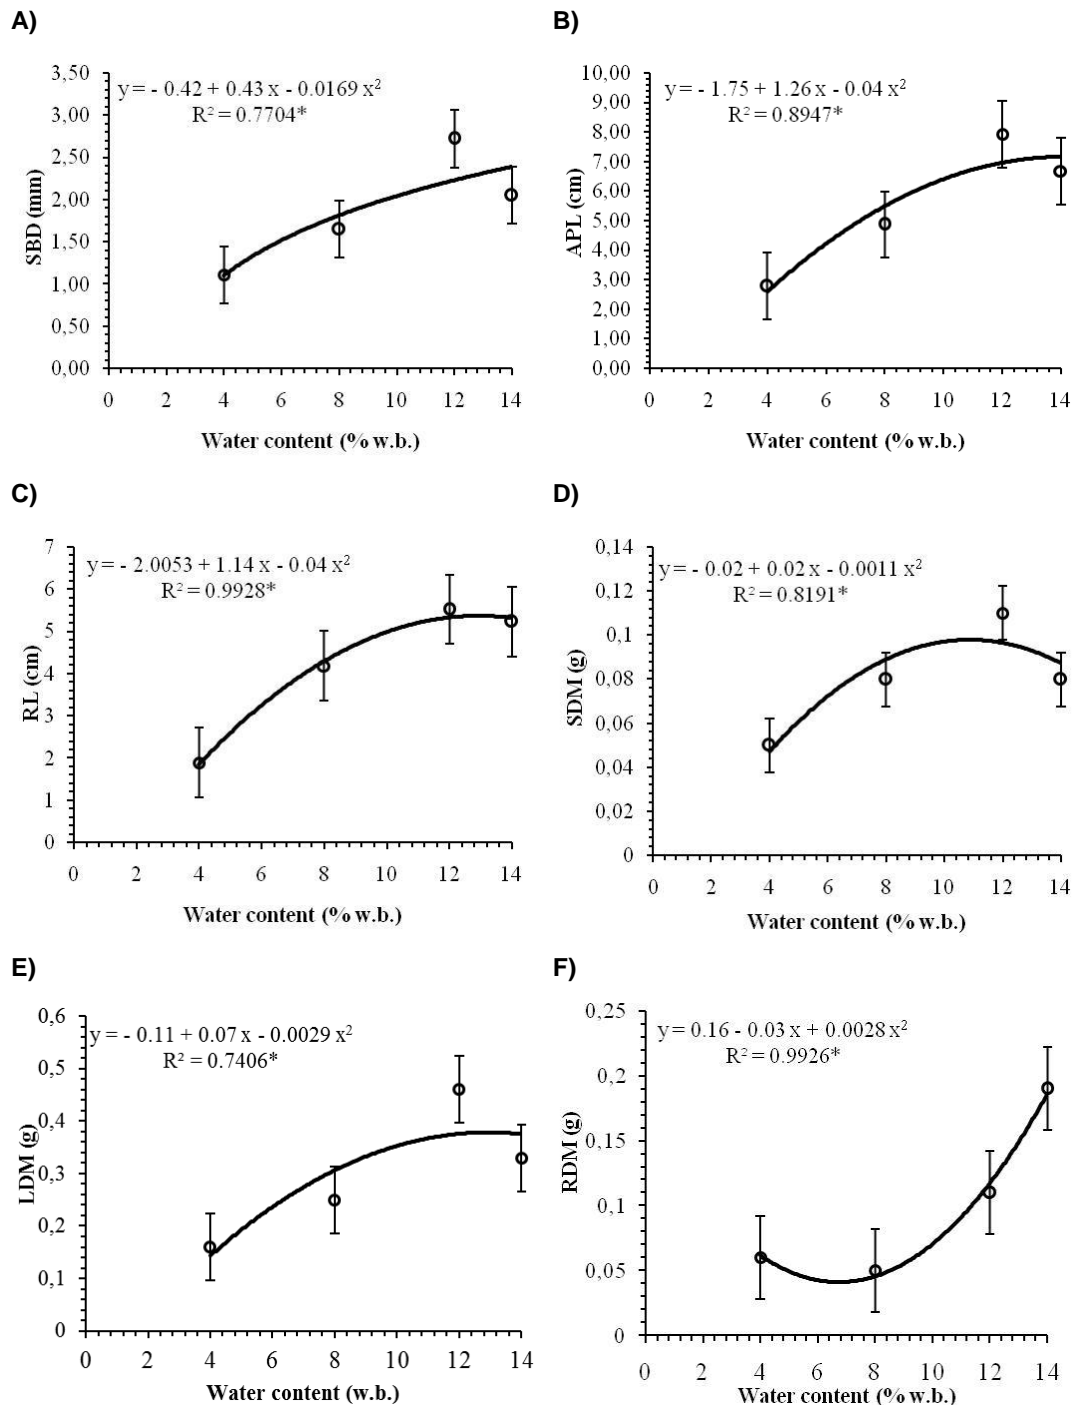 A)
3,50
3,00
2,50
2,00
1,50
1,00
0,50
0,00
SBD (mm)
y = - 0.42 + 0.43 x - 0.0169 x²
R² = 0.7704*
0 2 4 6 8 10 12 14
Water content (% w.b.)
B)
10,00
9,00
8,00
7,00
6,00
5,00
4,00
3,00
2,00
1,00
0,00
APL (cm)
y = - 1.75 + 1.26 x - 0.04 x²
R² = 0.8947*
0 2 4 6 8 10 12 14
Water content (% w.b.)
C)
7
6
5
4
3
2
1
0
RL (cm)
y = - 2.0053 + 1.14 x - 0.04 x²
R² = 0.9928*
0 2 4 6 8 10 12 14
Water content (% w.b.)
D)
0,14
0,12
0,1
0,08
0,06
0,04
0,02
0
SDM (g)
y = - 0.02 + 0.02 x - 0.0011 x²
R² = 0.8191*
0 2 4 6 8 10 12 14
Water content (% w.b.)
E)
0,6
0,5
0,4
0,3
0,2
0,1
0
LDM (g)
y = - 0.11 + 0.07 x - 0.0029 x²
R² = 0.7406*
0 2 4 6 8 10 12 14
Water content (w.b.)
F)
0,25
0,2
0,15
0,1
0,05
0
RDM (g)
y = 0.16 - 0.03 x + 0.0028 x²
R² = 0.9926*
0 2 4 6 8 10 12 14
Water content (% w.b.)